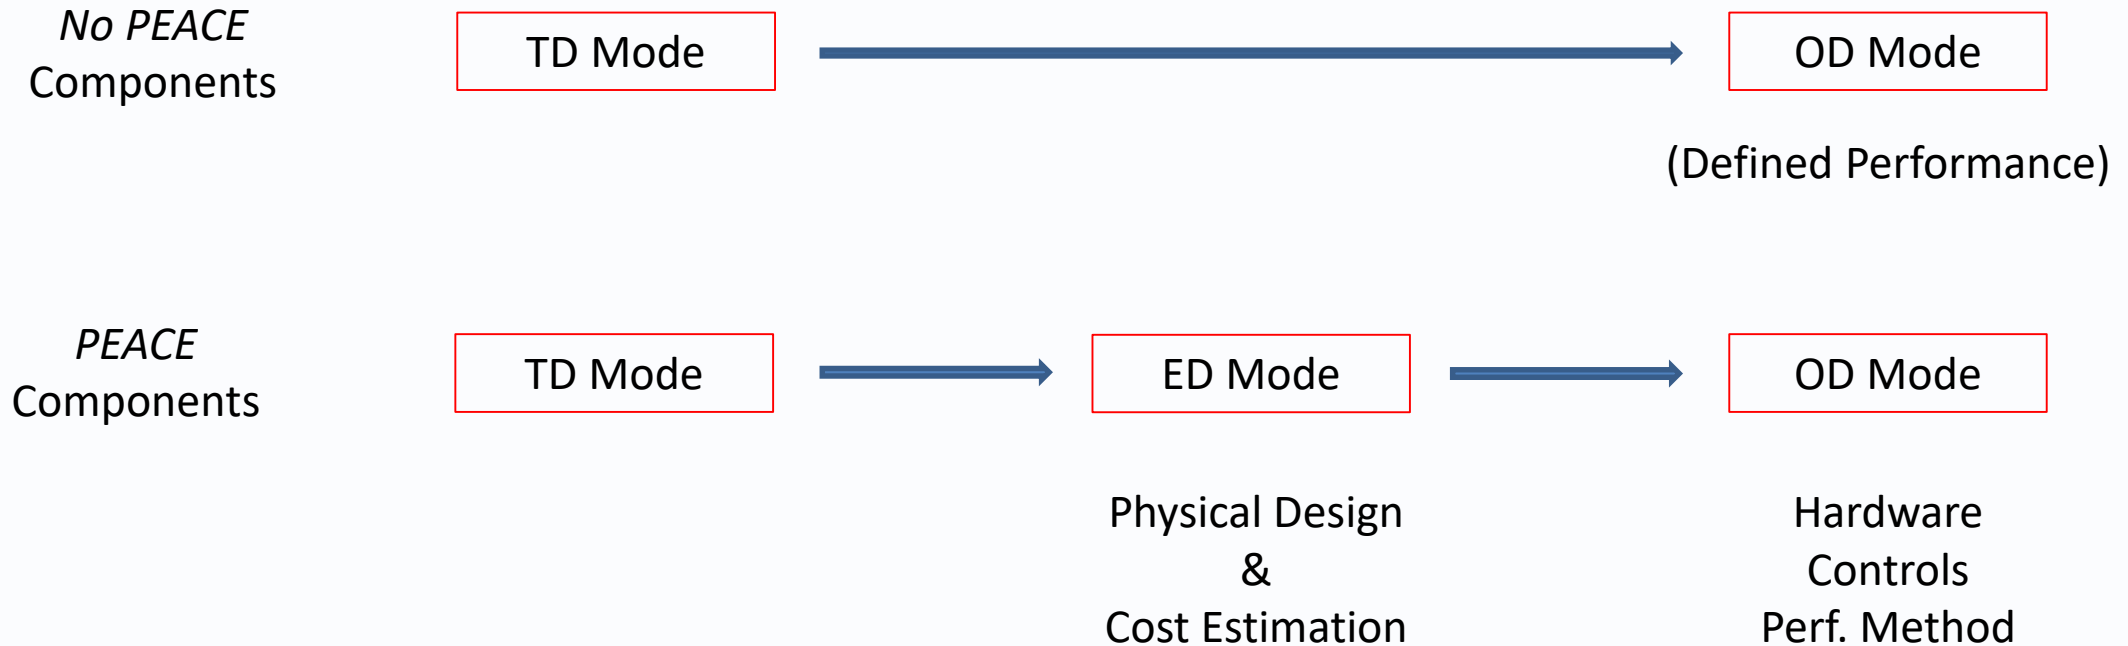 No PEACE
Components
TD Mode
OD Mode
(Defined Performance)
PEACE
Components
TD Mode
ED Mode
OD Mode
Physical Design
&
Cost Estimation
Hardware
Controls
Perf. Method